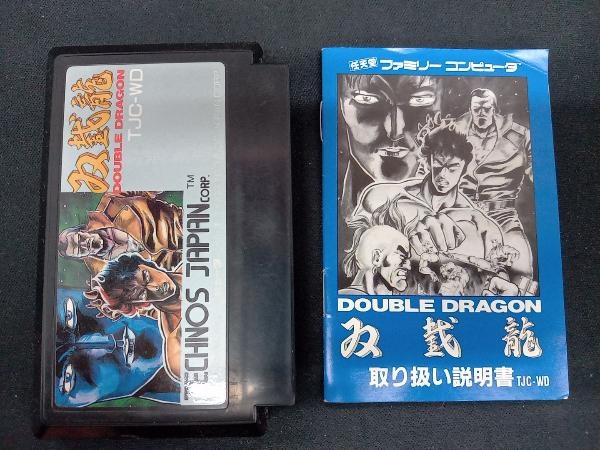 双截龍
DOUBLE DRAGON
TJC-WD
TECHNOS JAPAN CORP.
TM
任天堂 ファミリー コンピュータ
DOUBLE DRAGON
双截龍
取り扱い説明書 TJC-WD